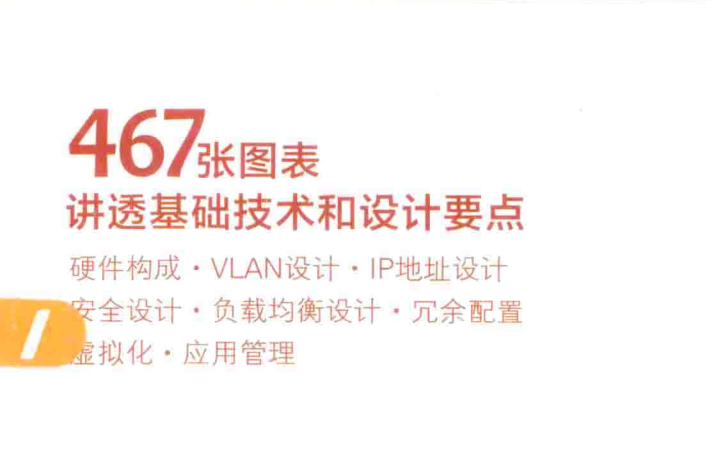 467张图表
讲透基础技术和设计要点
硬件构成・VLAN设计・IP地址设计
安全设计・负载均衡设计・冗余配置
虚拟化・应用管理